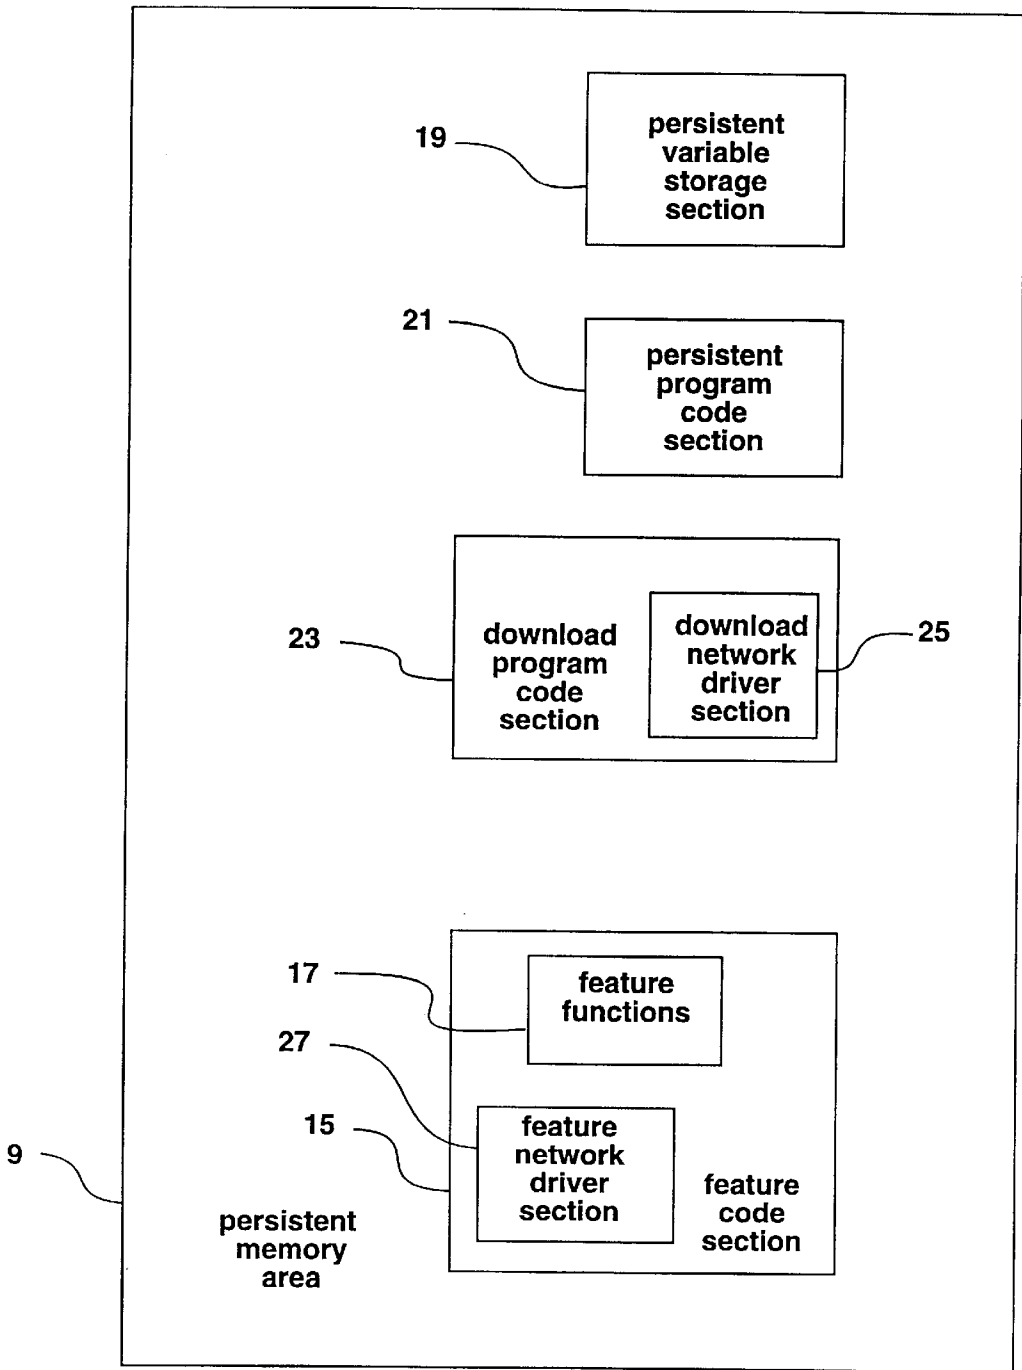 19
persistent
variable
storage
section
21
persistent
program
code
section
23
download
program
code
section
download
network
driver
section
25
17
feature
functions
27
15
feature
network
driver
section
feature
code
section
9
persistent
memory
area